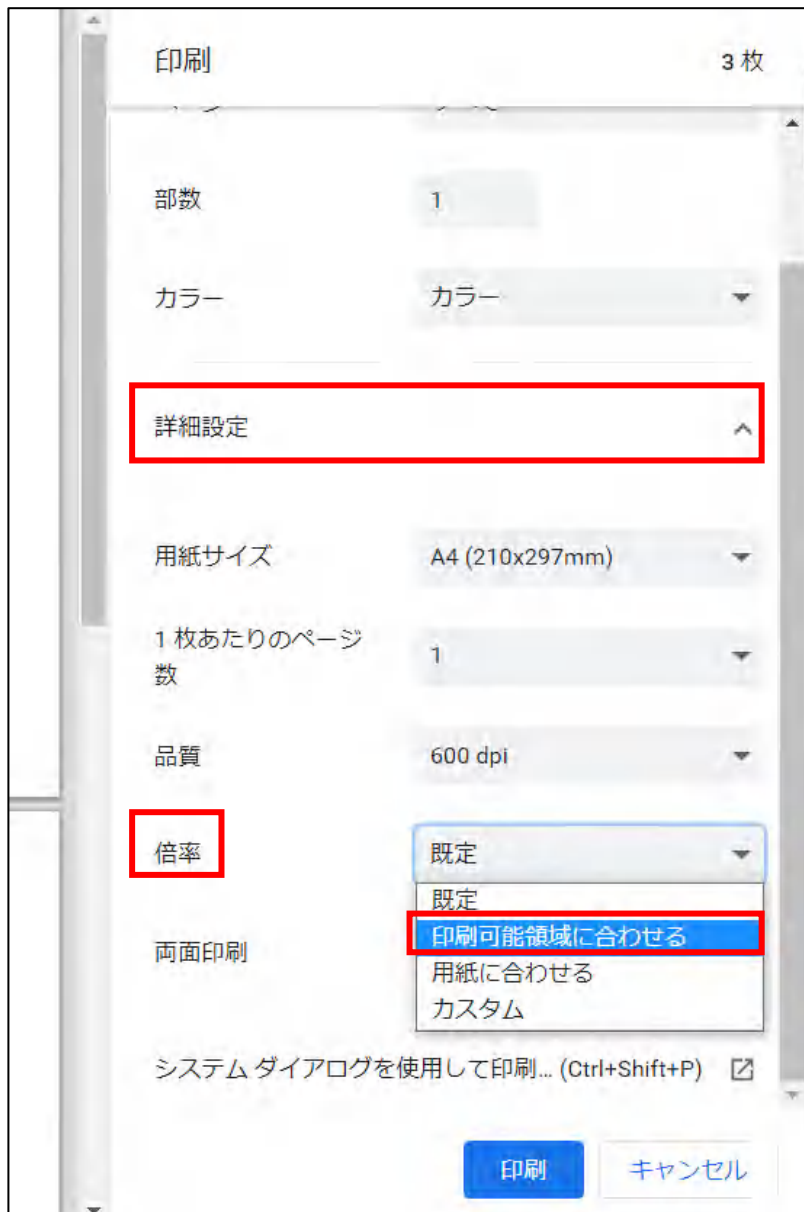 印刷 3 枚
部数 1
カラー カラー
詳細設定
用紙サイズ A4 (210x297mm)
1 枚あたりのページ
数 1
品質 600 dpi
倍率 既定
既定
印刷可能領域に合わせる
両面印刷
用紙に合わせる
カスタム
システム ダイアログを使用して印刷... (Ctrl+Shift+P)
印刷 キャンセル